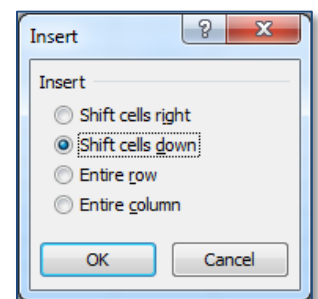 Insert
Insert
Shift cells right
Shift cells down
Entire row
Entire column
OK Cancel